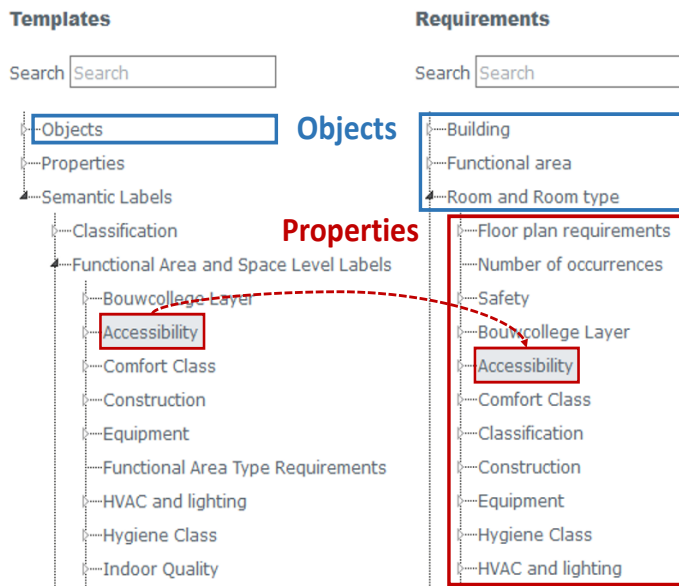 Templates
Search Search
Objects
Properties
Semantic Labels
Classification
Functional Area and Space Level Labels
Bouwcollege Layer
Accessibility
Comfort Class
Construction
Equipment
Functional Area Type Requirements
HVAC and lighting
Hygiene Class
Indoor Quality
Objects
Properties
Requirements
Search Search
Building
Functional area
Room and Room type
Floor plan requirements
Number of occurrences
Safety
Bouwcollege Layer
Accessibility
Comfort Class
Classification
Construction
Equipment
Hygiene Class
HVAC and lighting